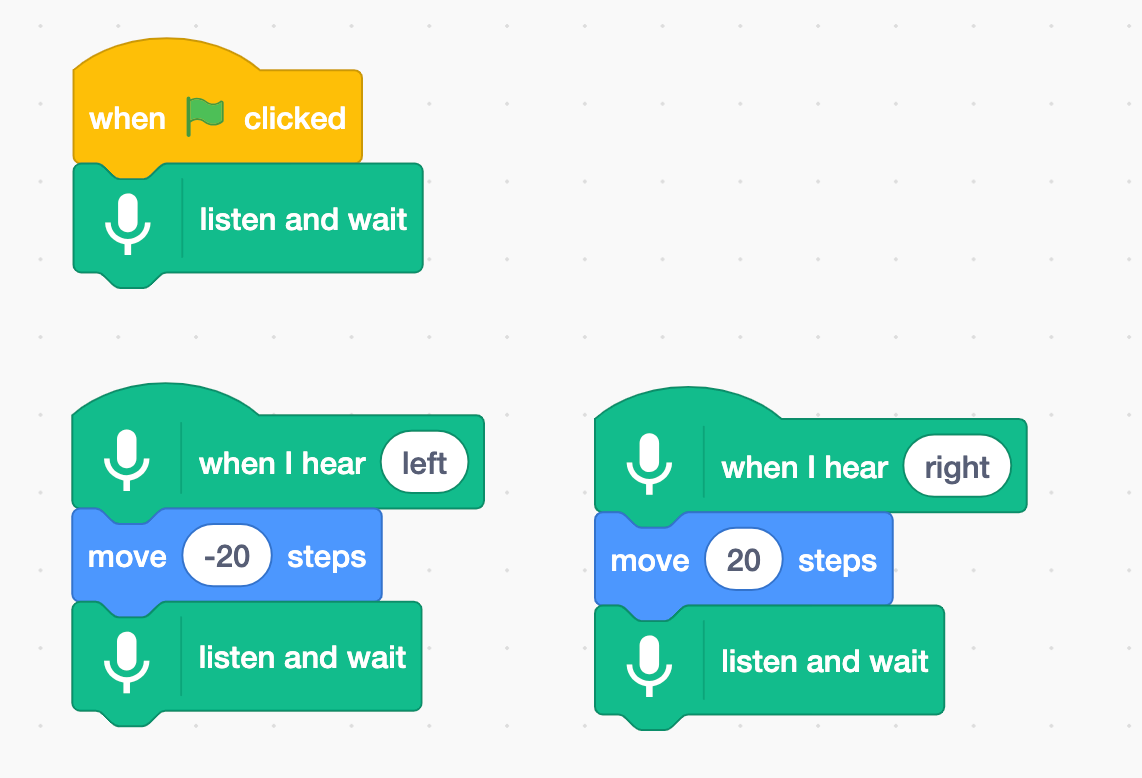 when clicked
listen and wait
when I hear left
move -20 steps
listen and wait
when I hear right
move 20 steps
listen and wait